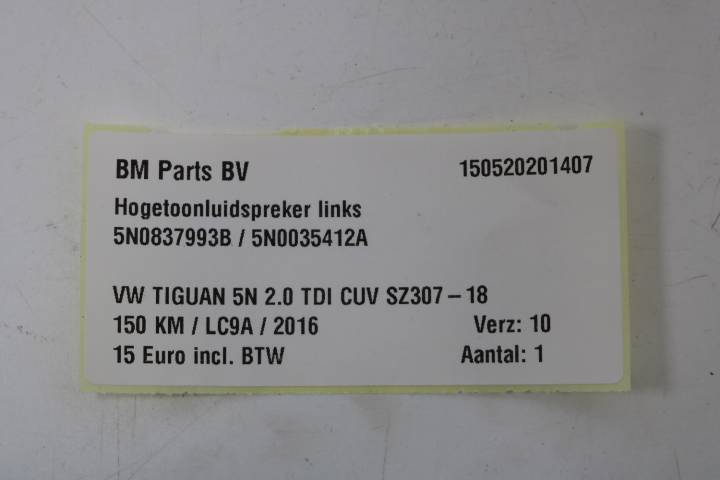 BM Parts BV 150520201407
Hogetoonluidspreker links
5N0837993B / 5N0035412A
VW TIGUAN 5N 2.0 TDI CUV SZ307 – 18
150 KM / LC9A / 2016 Verz: 10
15 Euro incl. BTW Aantal: 1